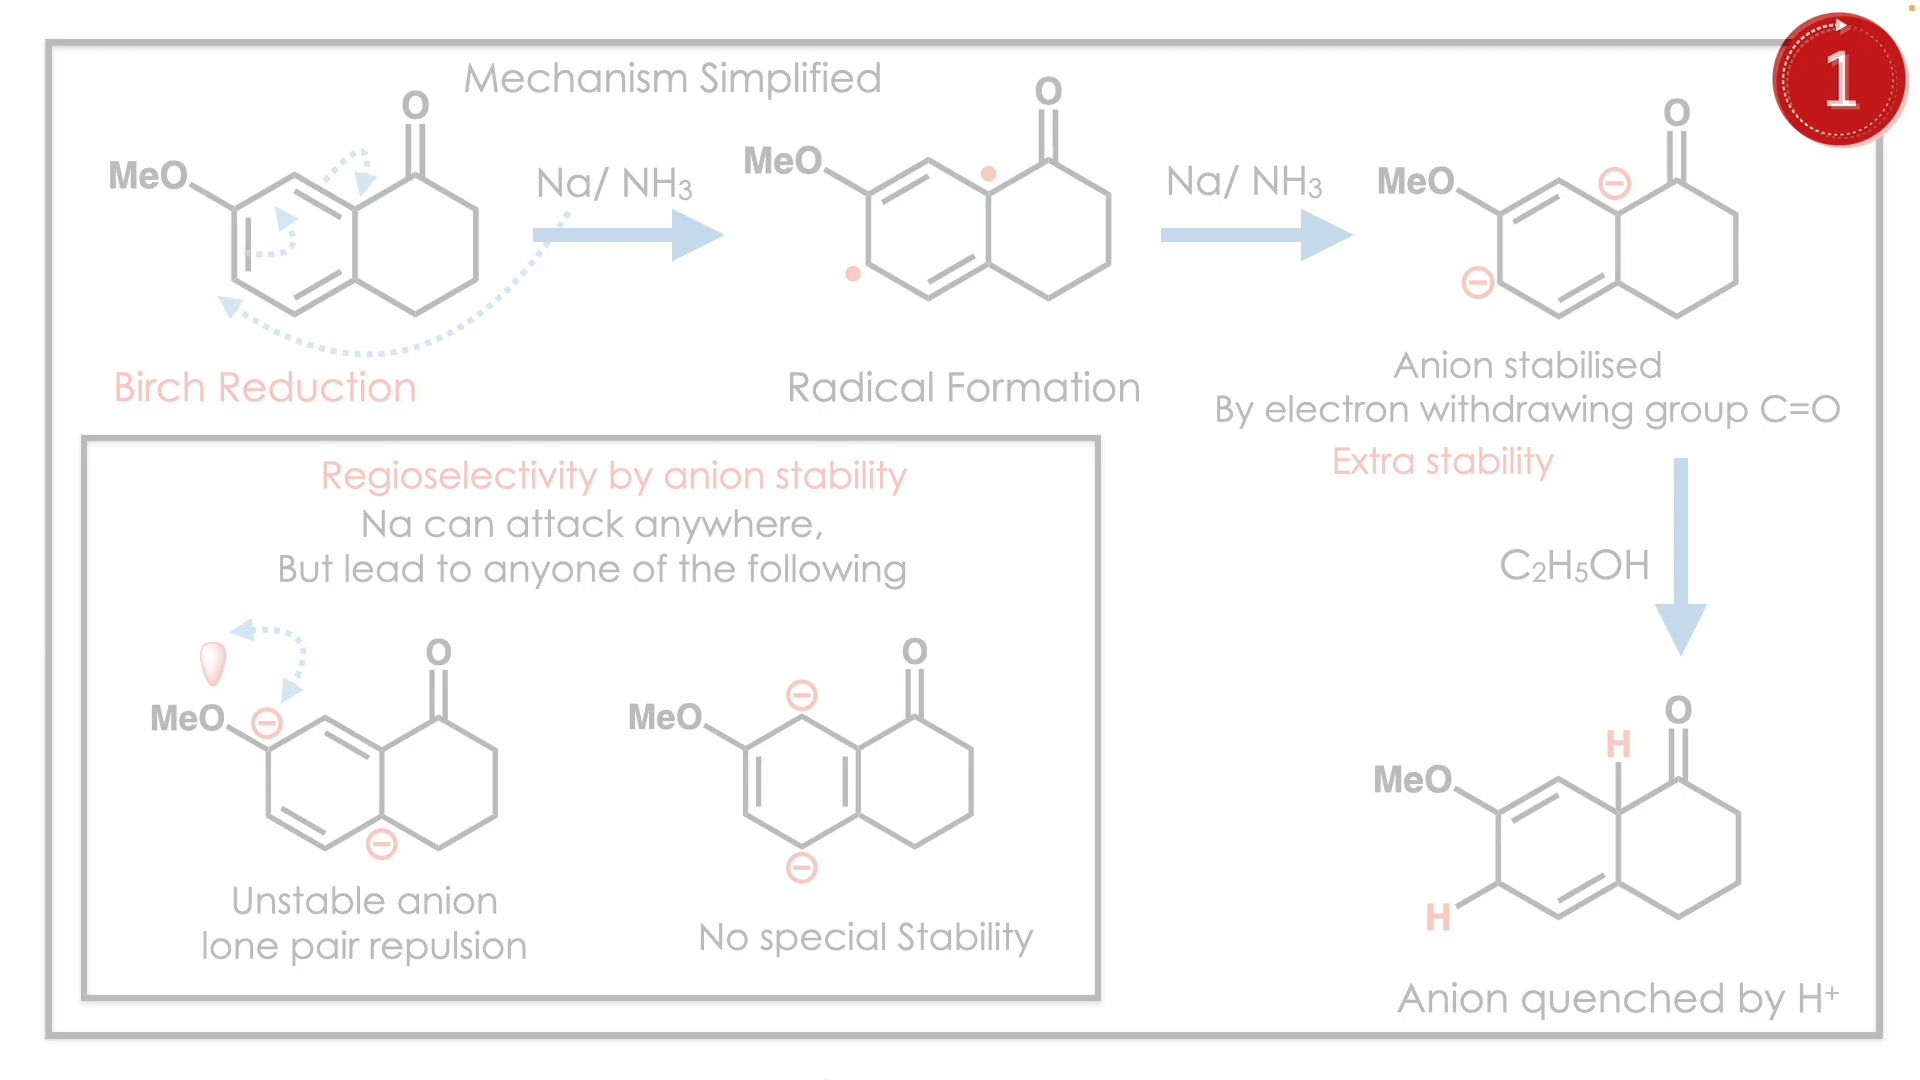 Mechanism Simplified
1
O
MeO
Na/ NH₃
O
MeO
Na/ NH₃
O
MeO
Birch Reduction
Radical Formation
Anion stabilised
By electron withdrawing group C=O
Extra stability
Regioselectivity by anion stability
Na can attack anywhere,
But lead to anyone of the following
O
MeO
O
MeO
Unstable anion
lone pair repulsion
No special Stability
C₂H₅OH
O
H
MeO
H
Anion quenched by H⁺